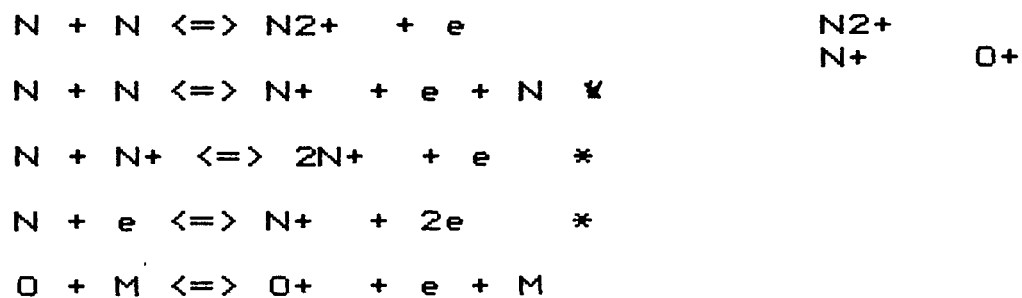 N + N <=> N2+ + e N2+
N+ O+
N + N <=> N+ + e + N *
N + N+ <=> 2N+ + e *
N + e <=> N+ + 2e *
O + M <=> O+ + e + M